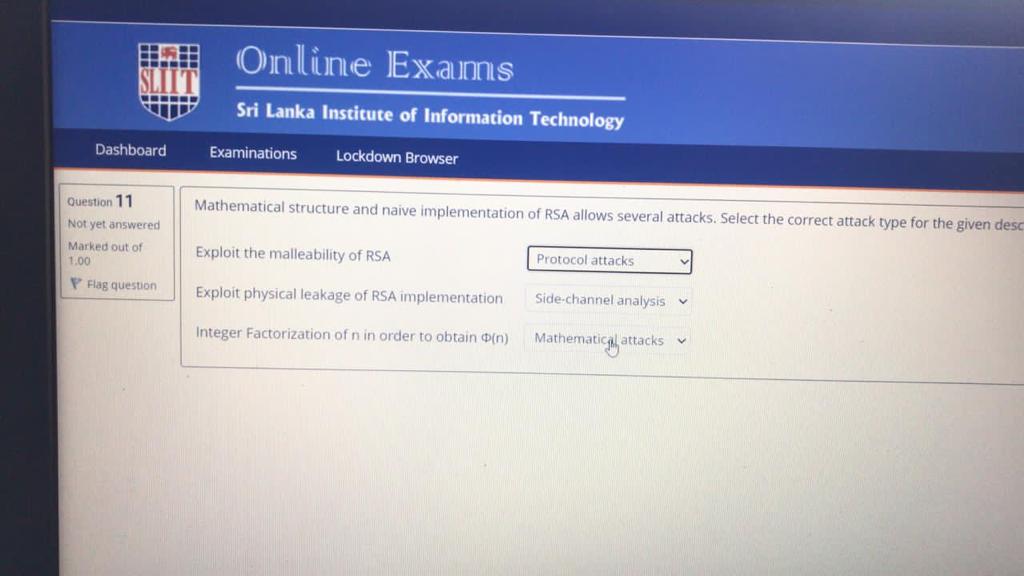 SLIIT
Online Exams
Sri Lanka Institute of Information Technology
Dashboard Examinations Lockdown Browser
Question 11
Not yet answered
Marked out of
1.00
Flag question
Mathematical structure and naive implementation of RSA allows several attacks. Select the correct attack type for the given desc
Exploit the malleability of RSA Protocol attacks
Exploit physical leakage of RSA implementation Side-channel analysis
Integer Factorization of n in order to obtain Φ(n) Mathematical attacks